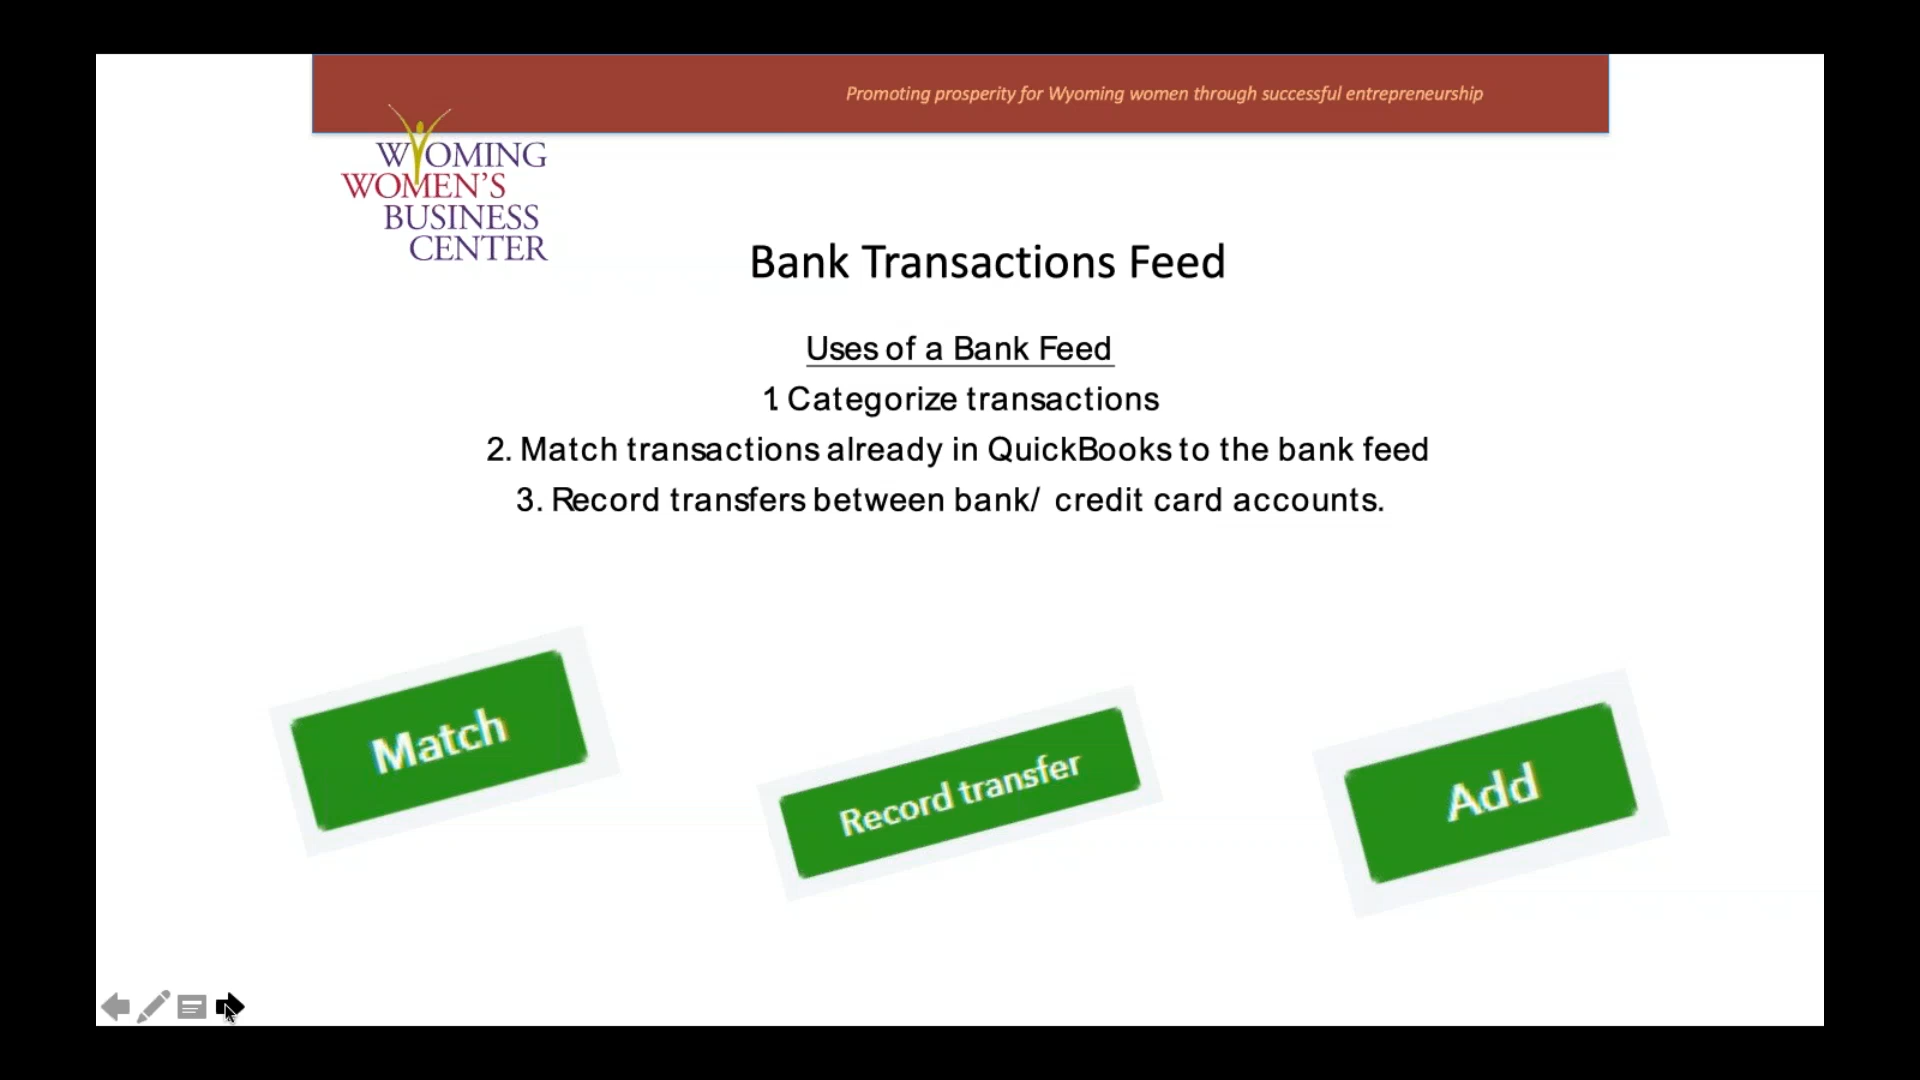 Promoting prosperity for Wyoming women through successful entrepreneurship
WYOMING
WOMEN'S
BUSINESS
CENTER
Bank Transactions Feed
Uses of a Bank Feed
1. Categorize transactions
2. Match transactions already in QuickBooks to the bank feed
3. Record transfers between bank/ credit card accounts.
Match
Record transfer
Add